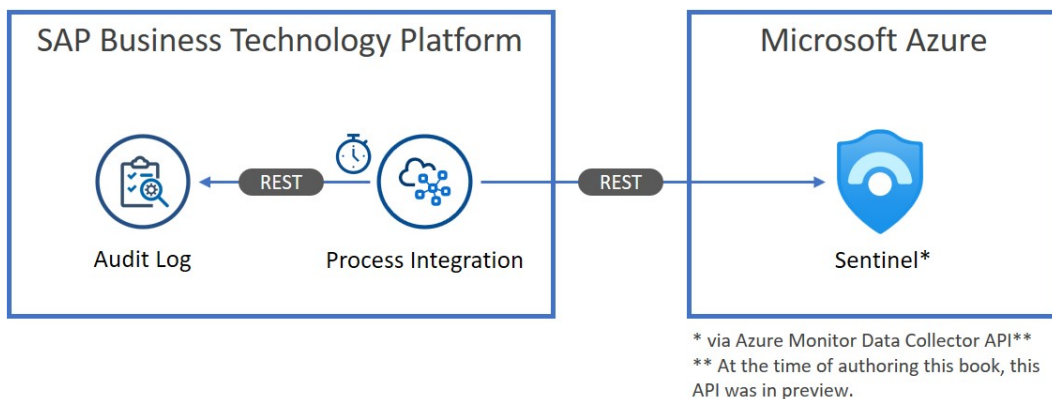 SAP Business Technology Platform
Microsoft Azure
REST
REST
Audit Log
Process Integration
Sentinel*
* via Azure Monitor Data Collector API**
** At the time of authoring this book, this
API was in preview.